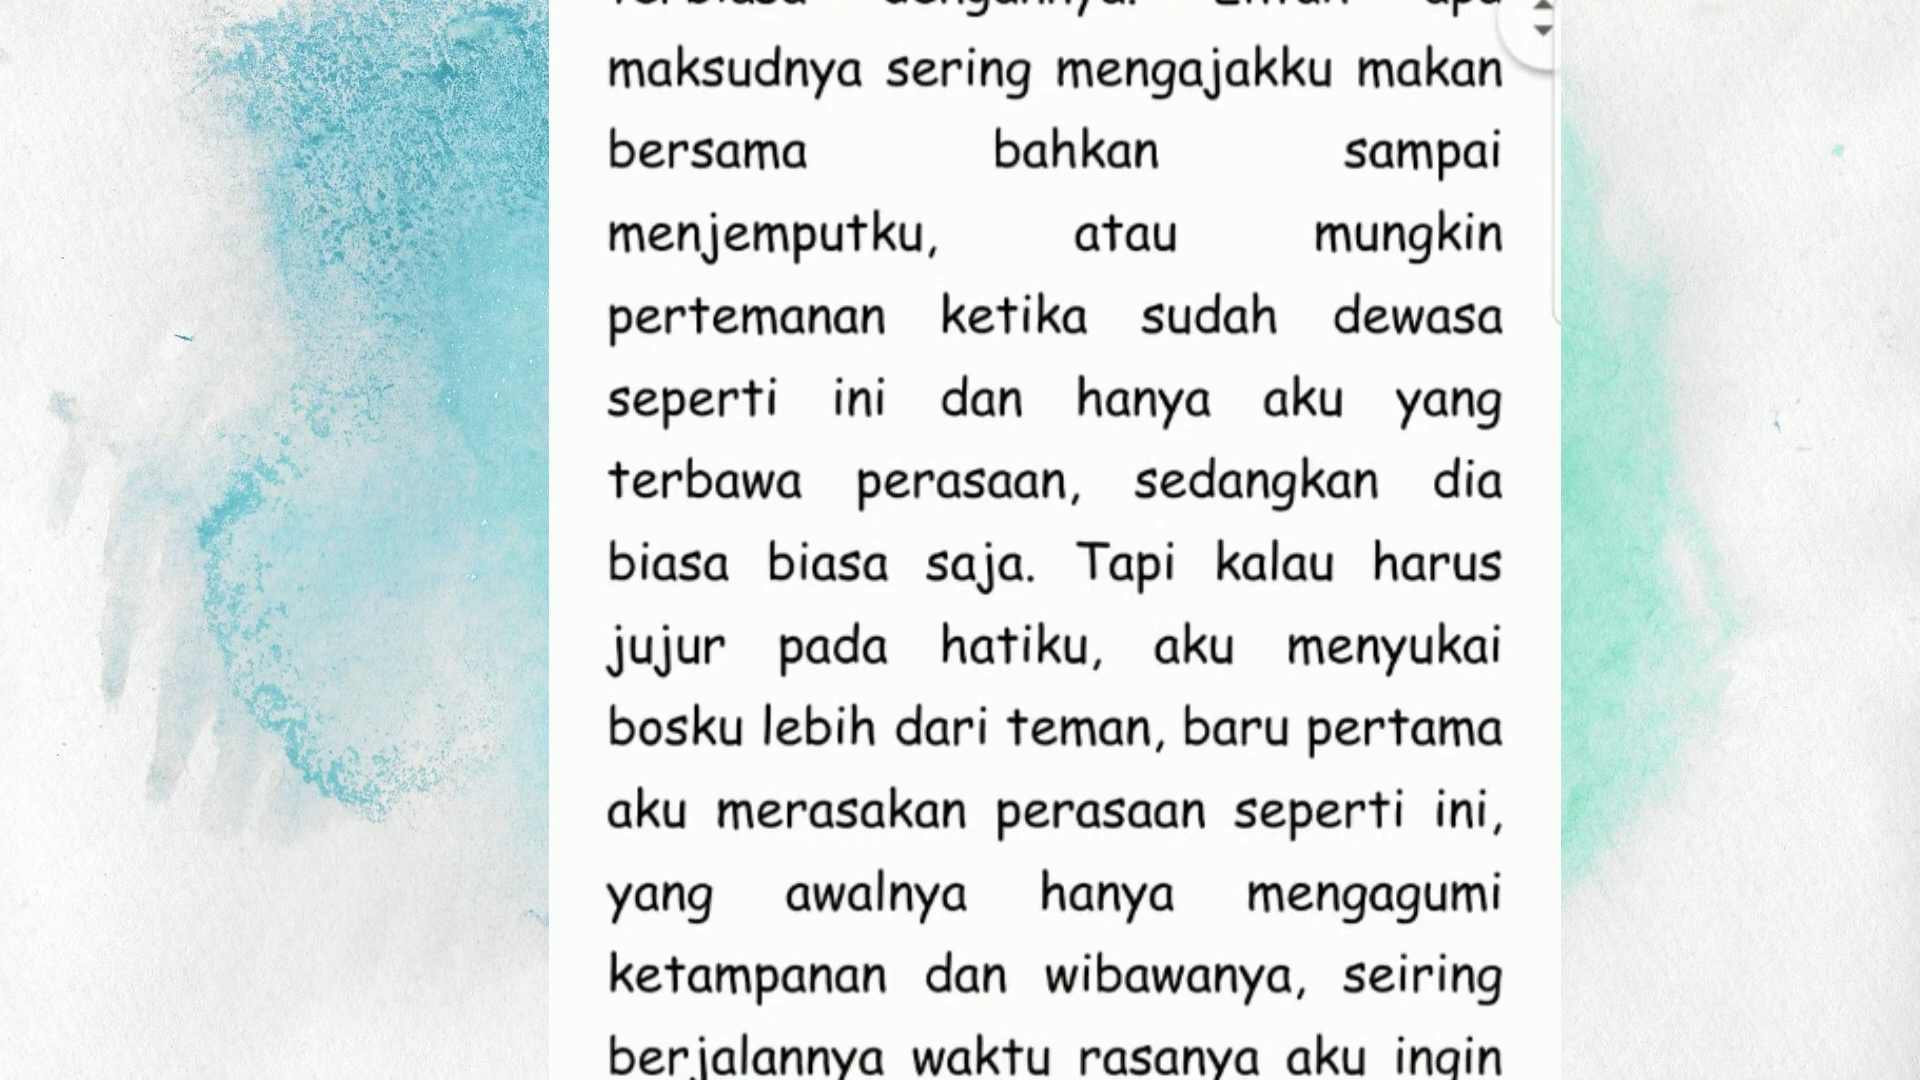 maksudnya sering mengajakku makan
bersama bahkan sampai
menjemputku, atau mungkin
pertemanan ketika sudah dewasa
seperti ini dan hanya aku yang
terbawa perasaan, sedangkan dia
biasa biasa saja. Tapi kalau harus
jujur pada hatiku, aku menyukai
bosku lebih dari teman, baru pertama
aku merasakan perasaan seperti ini,
yang awalnya hanya mengagumi
ketampanan dan wibawanya, seiring
berjalannya waktu rasanya aku ingin